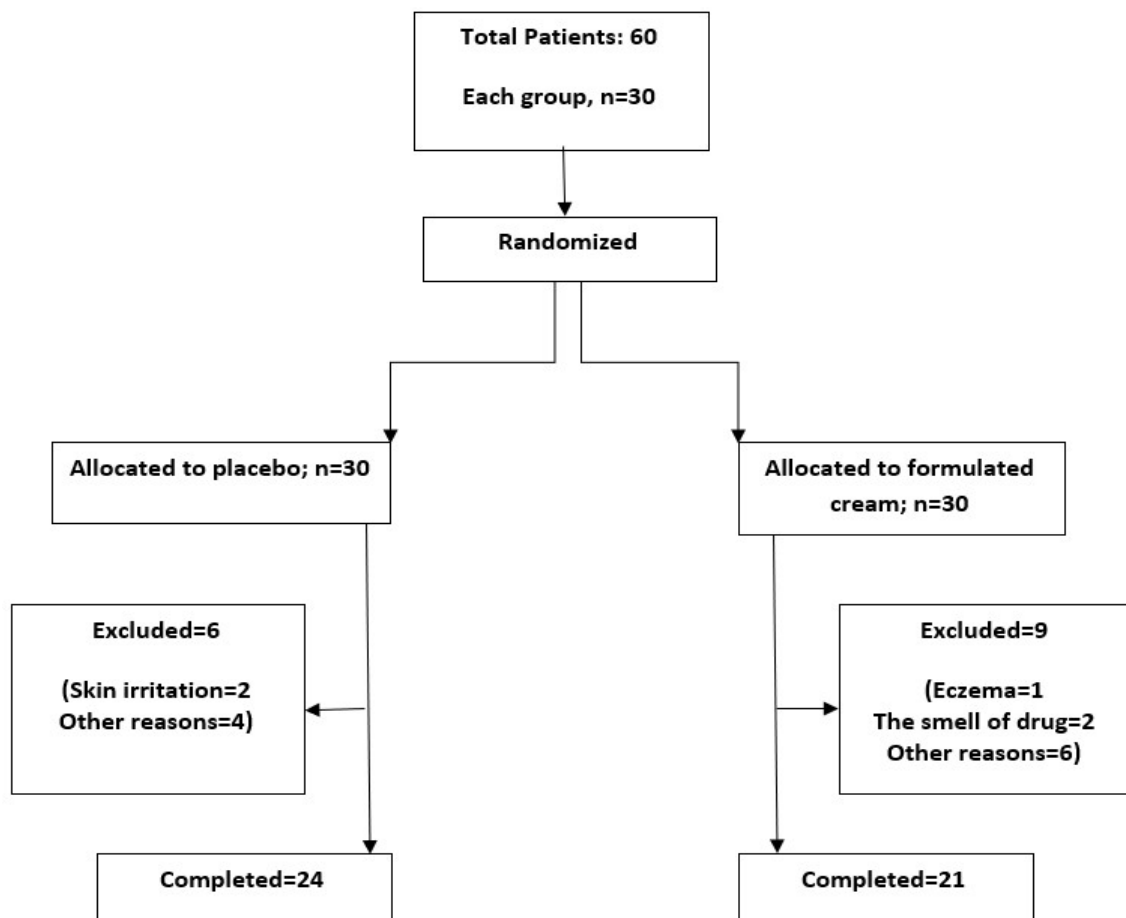 Total Patients: 60
Each group, n=30
Randomized
Allocated to placebo; n=30
Allocated to formulated
cream; n=30
Excluded=6
(Skin irritation=2
Other reasons=4)
Excluded=9
(Eczema=1
The smell of drug=2
Other reasons=6)
Completed=24
Completed=21